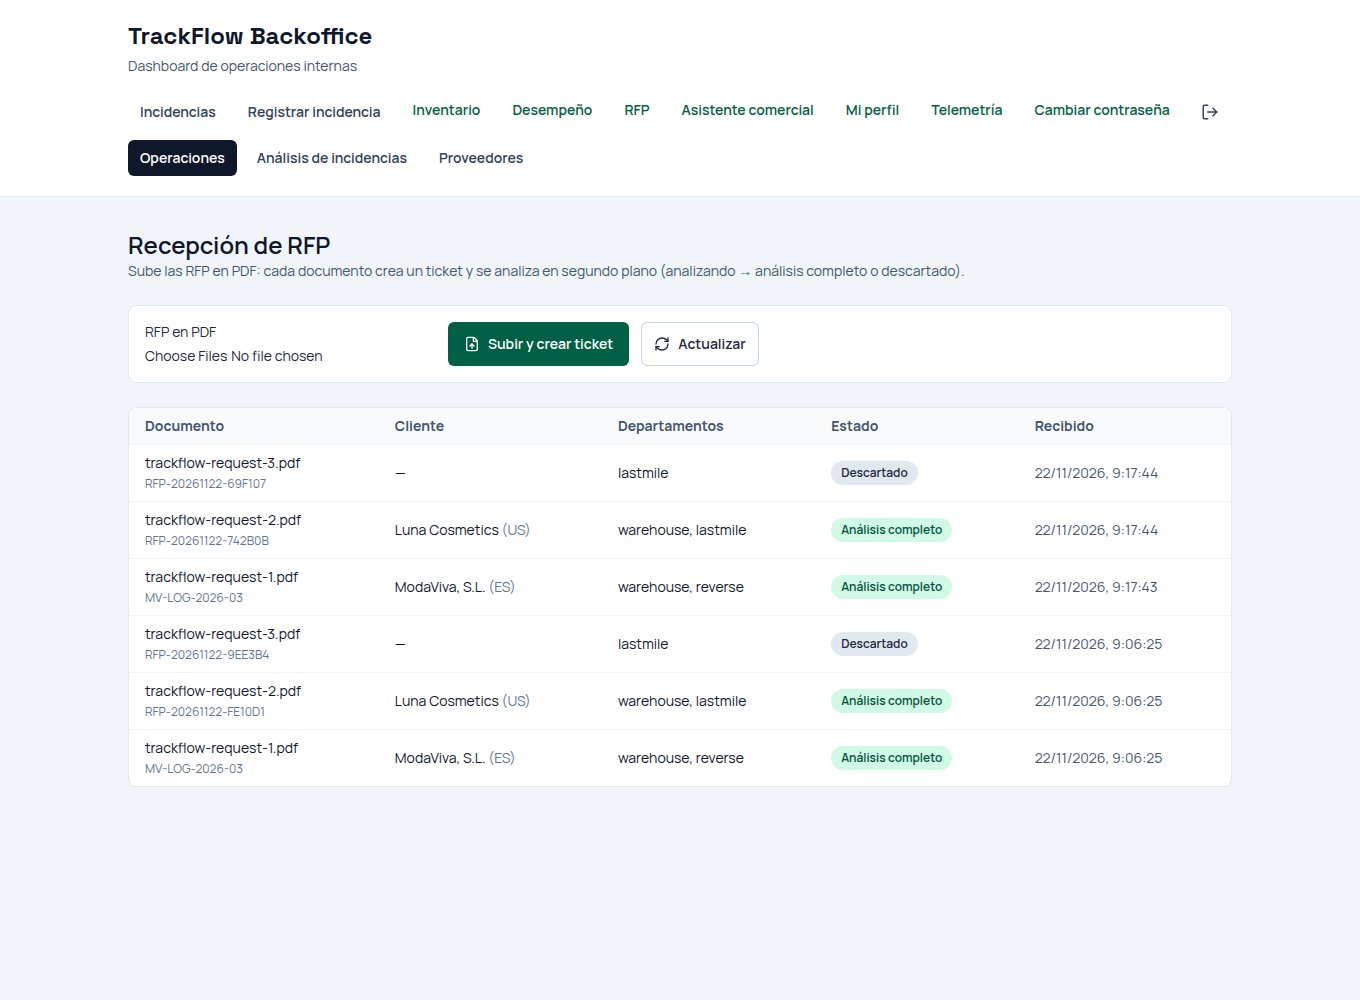 TrackFlow Backoffice
Dashboard de operaciones internas
Incidencias Registrar incidencia Inventario Desempeño RFP Asistente comercial Mi perfil Telemetría Cambiar contraseña
Operaciones Análisis de incidencias Proveedores
Recepción de RFP
Sube las RFP en PDF: cada documento crea un ticket y se analiza en segundo plano (analizando → análisis completo o descartado).
RFP en PDF
Choose Files No file chosen
Subir y crear ticket Actualizar
Documento Cliente Departamentos Estado Recibido
trackflow-request-3.pdf
RFP-20261122-69F107
— lastmile Descartado 22/11/2026, 9:17:44
trackflow-request-2.pdf
RFP-20261122-742B0B
Luna Cosmetics (US) warehouse, lastmile Análisis completo 22/11/2026, 9:17:44
trackflow-request-1.pdf
MV-LOG-2026-03
ModaViva, S.L. (ES) warehouse, reverse Análisis completo 22/11/2026, 9:17:43
trackflow-request-3.pdf
RFP-20261122-9EE3B4
— lastmile Descartado 22/11/2026, 9:06:25
trackflow-request-2.pdf
RFP-20261122-FE10D1
Luna Cosmetics (US) warehouse, lastmile Análisis completo 22/11/2026, 9:06:25
trackflow-request-1.pdf
MV-LOG-2026-03
ModaViva, S.L. (ES) warehouse, reverse Análisis completo 22/11/2026, 9:06:25